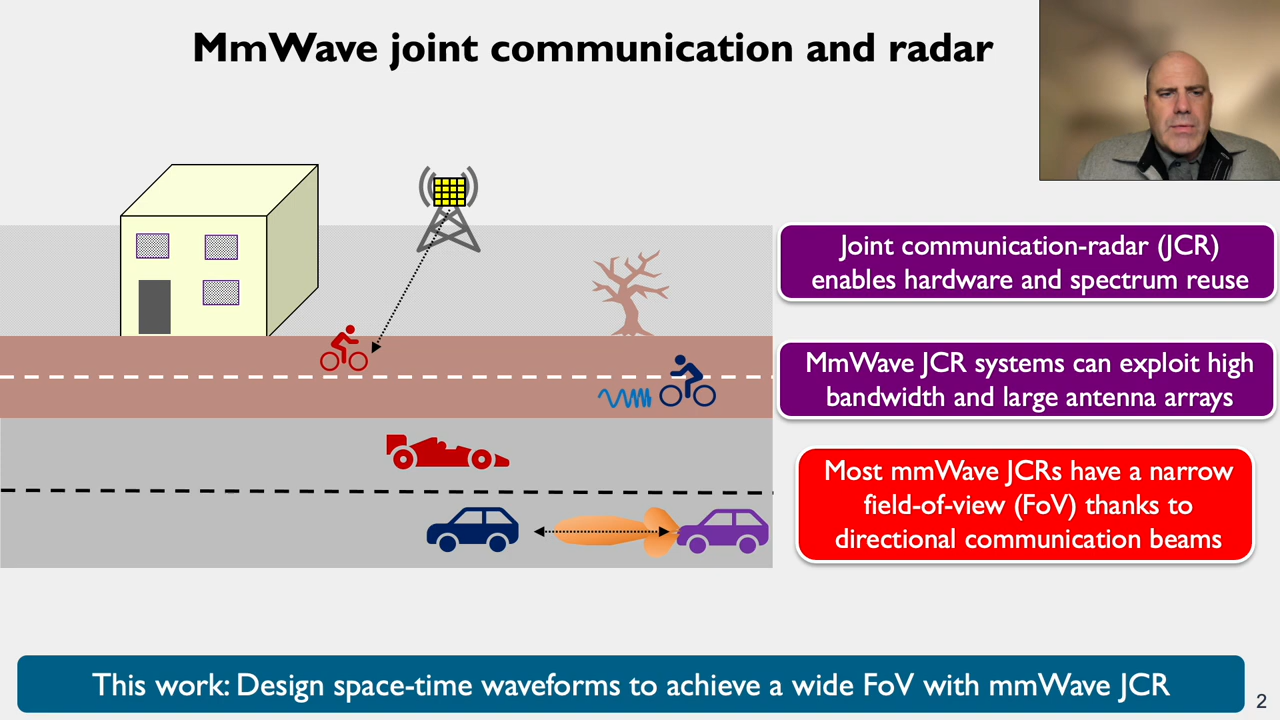 MmWave joint communication and radar
Joint communication-radar (JCR)
enables hardware and spectrum reuse
MmWave JCR systems can exploit high
bandwidth and large antenna arrays
Most mmWave JCRs have a narrow
field-of-view (FoV) thanks to
directional communication beams
This work: Design space-time waveforms to achieve a wide FoV with mmWave JCR
2